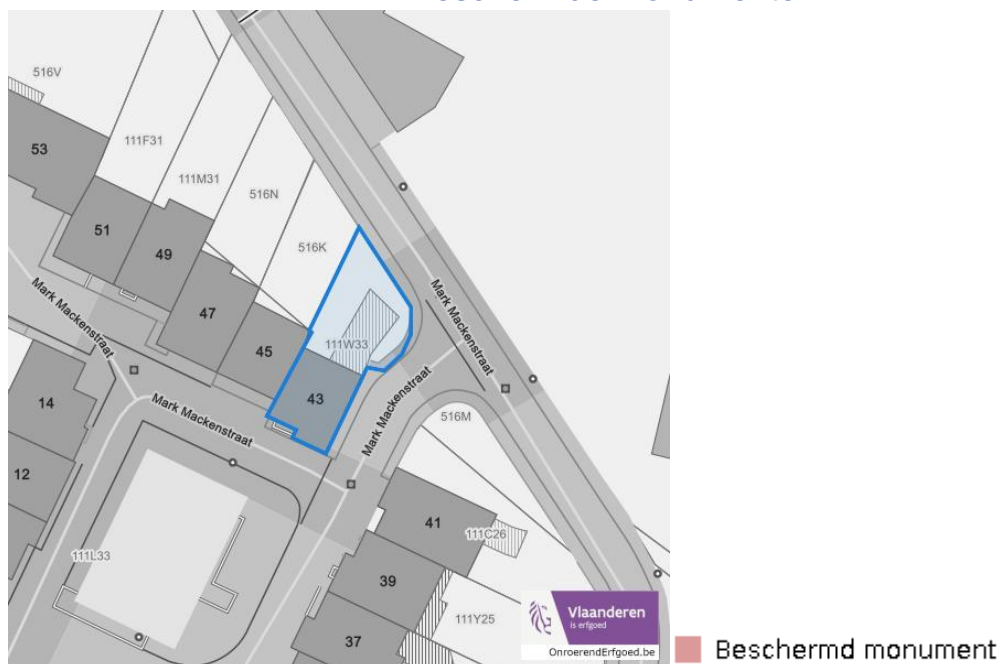 516V
53
111F31
111M31
516N
51
516K
49
Mark Mackenstraat
Mark Mackenstraat
47
111W33
45
14
43
Mark Mackenstraat
Mark Mackenstraat
516M
12
41
111C26
111L33
39
111Y25
37
Vlaanderen
is erfgoed
OnroerendErfgoed.be
Beschermd monument